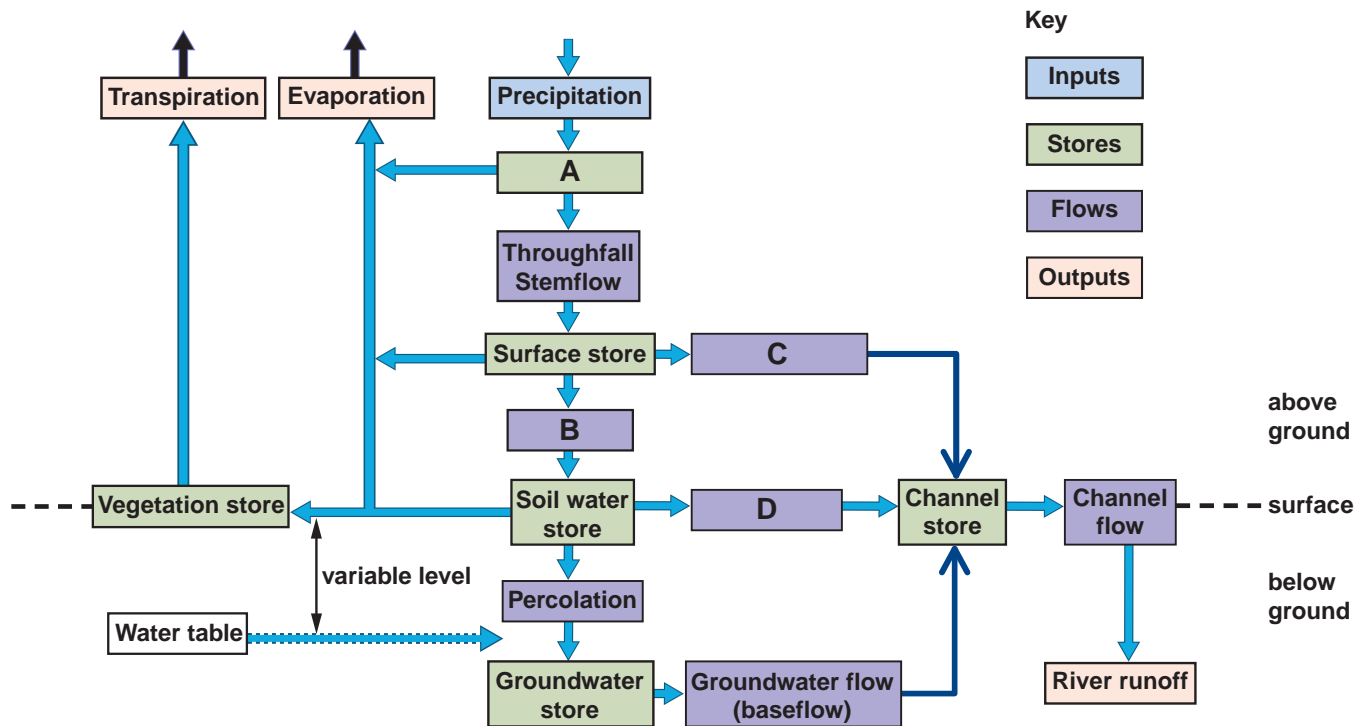 Key
Inputs
Stores
Flows
Outputs
Transpiration
Evaporation
Precipitation
A
Throughfall
Stemflow
Surface store
C
B
above
ground
Vegetation store
Soil water
store
D
Channel
store
Channel
flow
surface
variable level
Percolation
below
ground
Water table
Groundwater
store
Groundwater flow
(baseflow)
River runoff